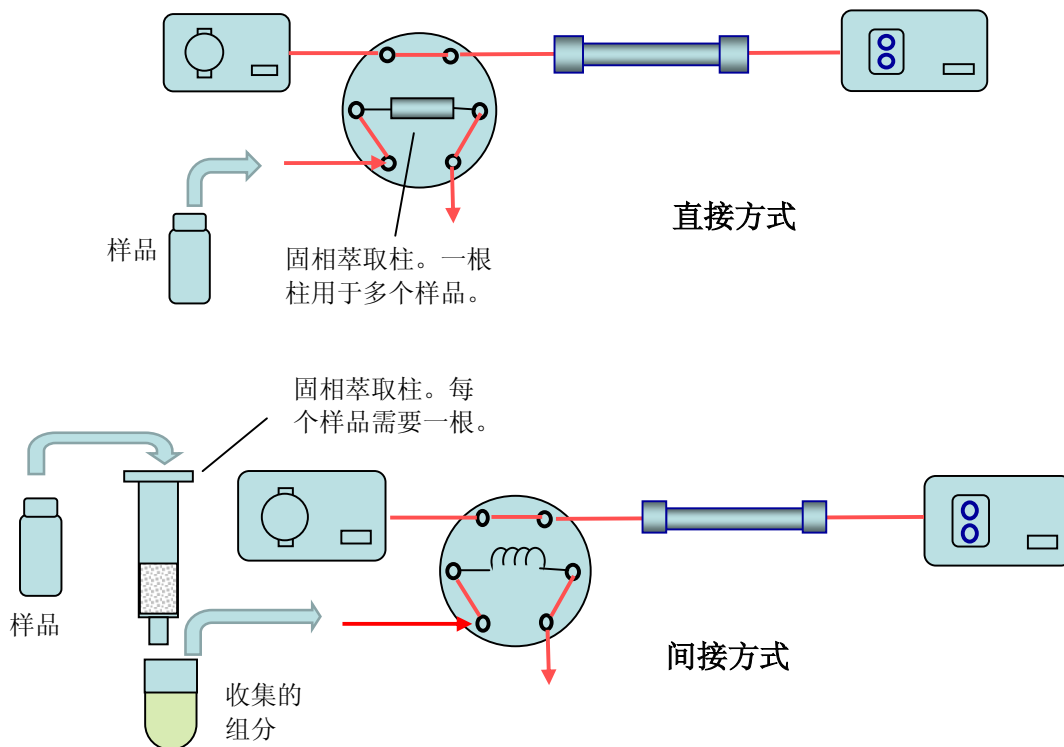 样品
固相萃取柱。一根
柱用于多个样品。
直接方式
固相萃取柱。每
个样品需要一根。
样品
收集的
组分
间接方式